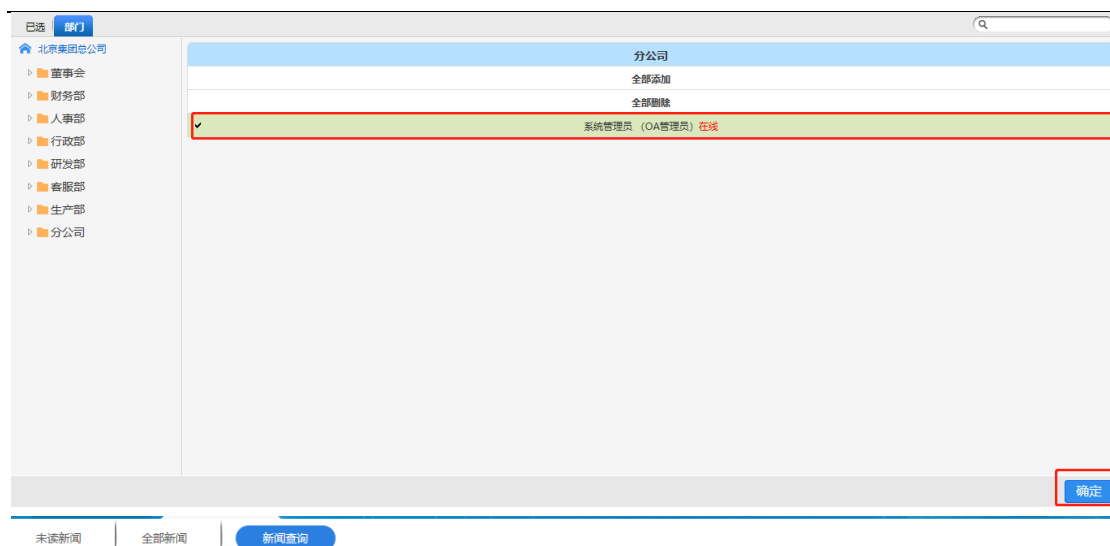 已选 部门
北京集团总公司
董事会
财务部
人事部
行政部
研发部
客服部
生产部
分公司
分公司
全部添加
全部删除
系统管理员 (OA管理员) 在线
确定
未读新闻 全部新闻 新闻查询